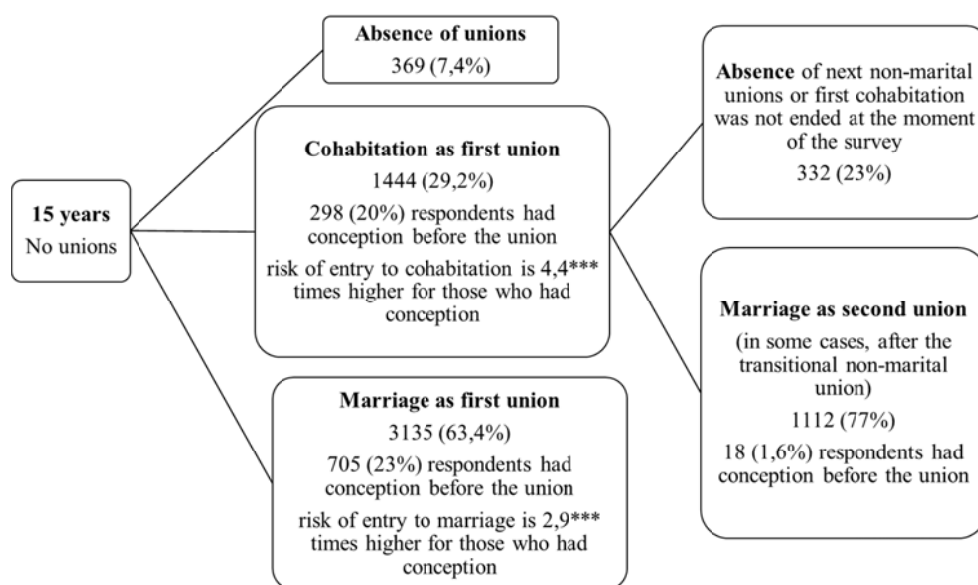 15 years
No unions
Absence of unions
369 (7,4%)
Cohabitation as first union
1444 (29,2%)
298 (20%) respondents had
conception before the union
risk of entry to cohabitation is 4,4***
times higher for those who had
conception
Marriage as first union
3135 (63,4%)
705 (23%) respondents had
conception before the union
risk of entry to marriage is 2,9***
times higher for those who had
conception
Absence of next non-marital
unions or first cohabitation
was not ended at the moment
of the survey
332 (23%)
Marriage as second union
(in some cases, after the
transitional non-marital
union)
1112 (77%)
18 (1,6%) respondents had
conception before the union